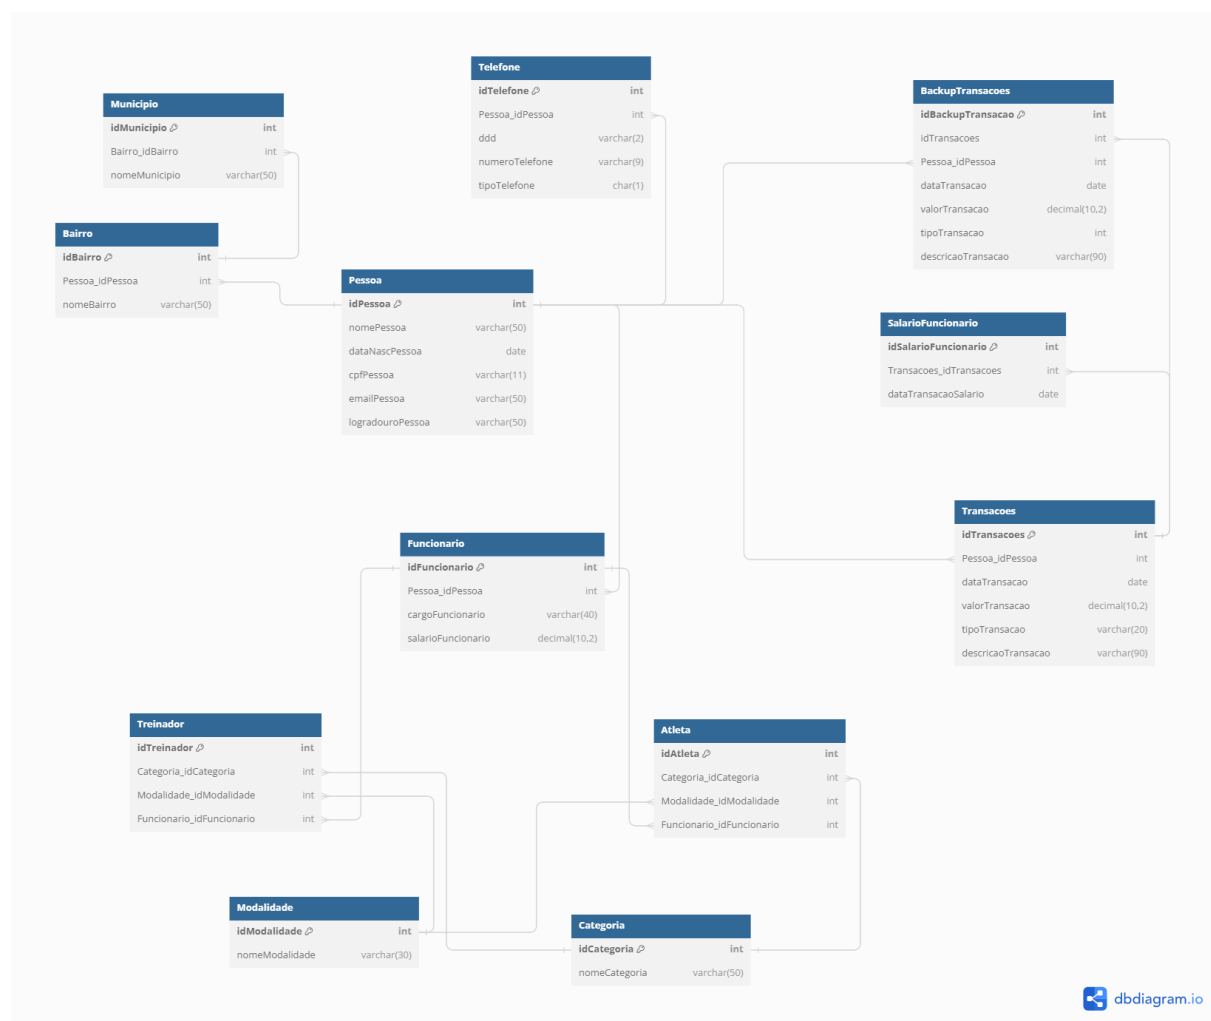 Telefone
idTelefone int
Pessoa_idPessoa int
ddd varchar(2)
numeroTelefone varchar(9)
tipoTelefone char(1)
BackupTransacoes
idBackupTransacao int
idTransacoes int
Pessoa_idPessoa int
dataTransacao date
valorTransacao decimal(10,2)
tipoTransacao int
descricaoTransacao varchar(90)
Municipio
idMunicipio int
Bairro_idBairro int
nomeMunicipio varchar(50)
Bairro
idBairro int
Pessoa_idPessoa int
nomeBairro varchar(50)
Pessoa
idPessoa int
nomePessoa varchar(50)
dataNascPessoa date
cpfPessoa varchar(11)
emailPessoa varchar(50)
logradouroPessoa varchar(50)
SalarioFuncionario
idSalarioFuncionario int
Transacoes_idTransacoes int
dataTransacaoSalario date
Transacoes
idTransacoes int
Pessoa_idPessoa int
dataTransacao date
valorTransacao decimal(10,2)
tipoTransacao varchar(20)
descricaoTransacao varchar(90)
Funcionario
idFuncionario int
Pessoa_idPessoa int
cargoFuncionario varchar(40)
salarioFuncionario decimal(10,2)
Treinador
idTreinador int
Categoria_idCategoria int
Modalidade_idModalidade int
Funcionario_idFuncionario int
Atleta
idAtleta int
Categoria_idCategoria int
Modalidade_idModalidade int
Funcionario_idFuncionario int
Modalidade
idModalidade int
nomeModalidade varchar(30)
Categoria
idCategoria int
nomeCategoria varchar(50)
dbdiagram.io